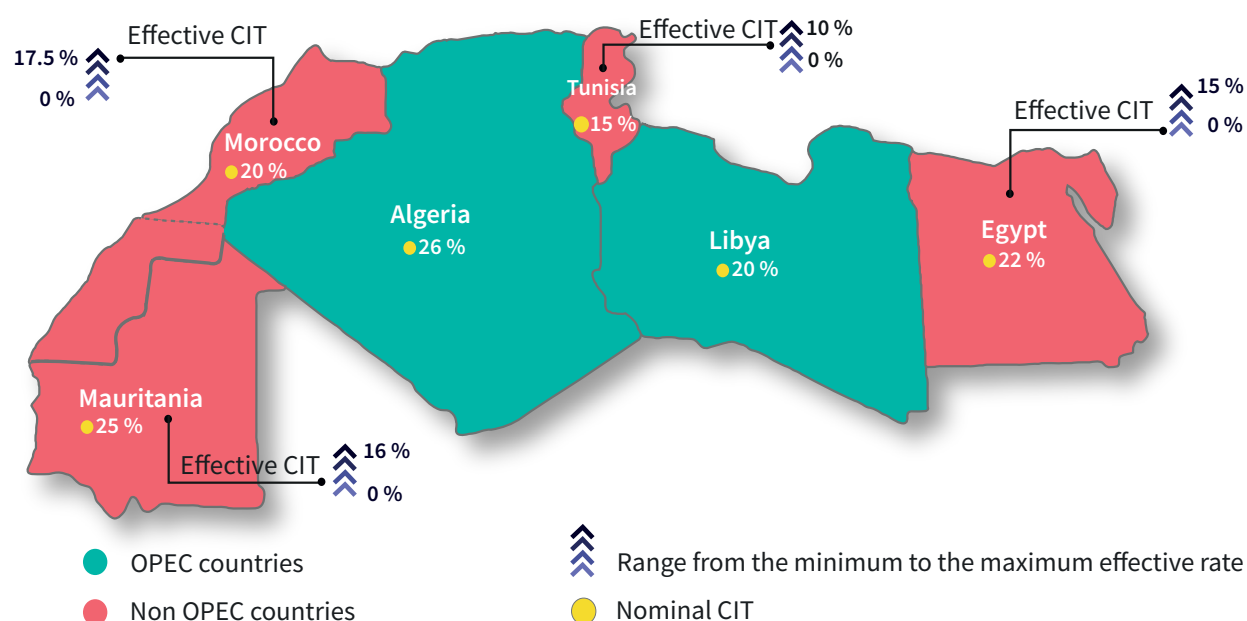 Effective CIT
17.5 %
0 %
Effective CIT
10 %
0 %
Effective CIT
15 %
0 %
Tunisia
15 %
Morocco
20 %
Algeria
26 %
Libya
20 %
Egypt
22 %
Mauritania
25 %
Effective CIT
16 %
0 %
OPEC countries
Range from the minimum to the maximum effective rate
Non OPEC countries
Nominal CIT